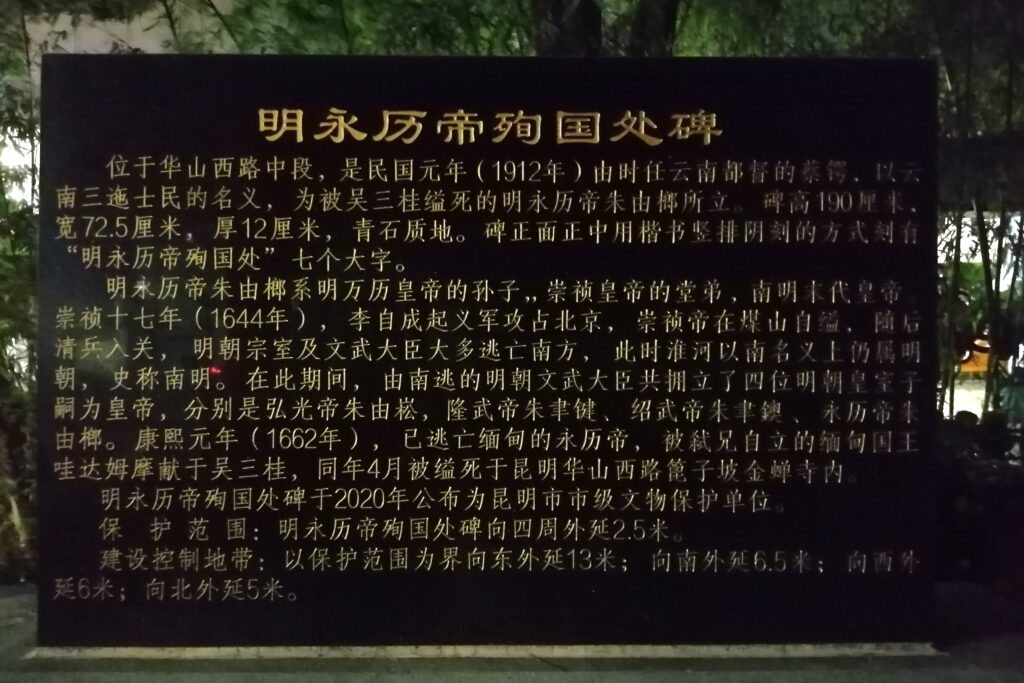 明永历帝殉国处碑
位于华山西路中段，是民国元年（1912年）由时任云南都督的蔡锷、以云
南三迤士民的名义，为被吴三桂缢死的明永历帝朱由榔所立。碑高190厘米、
宽72.5厘米，厚12厘米，青石质地。碑正面正中用楷书竖排阴刻的方式刻有
“明永历帝殉国处”七个大字。
明永历帝朱由榔系明万历皇帝的孙子,,崇祯皇帝的堂弟，南明末代皇帝。
崇祯十七年（1644年），李自成起义军攻占北京，崇祯帝在煤山自缢，随后
清兵入关，明朝宗室及文武大臣大多逃亡南方，此时淮河以南名义上仍属明
朝，史称南明。在此期间，由南逃的明朝文武大臣共拥立了四位明朝皇室子
嗣为皇帝，分别是弘光帝朱由崧，隆武帝朱聿键、绍武帝朱聿鐭、永历帝朱
由榔。康熙元年（1662年），已逃亡缅甸的永历帝，被弑兄自立的缅甸国王
哇达姆摩献于吴三桂，同年4月被缢死于昆明华山西路篦子坡金蝉寺内。
明永历帝殉国处碑于2020年公布为昆明市市级文物保护单位。
保护范围：明永历帝殉国处碑向四周外延2.5米。
建设控制地带：以保护范围为界向东外延13米；向南外延6.5米；向西外
延6米；向北外延5米。